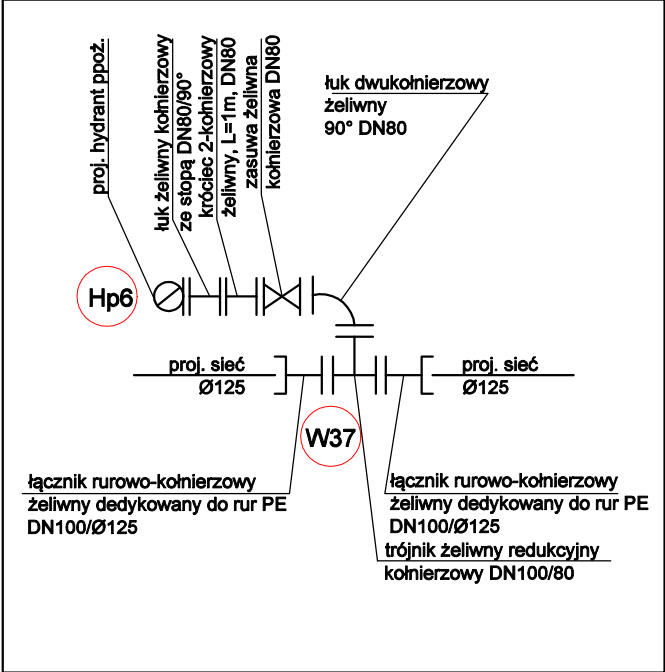 proj. hydrant ppoż.
łuk żeliwny kołnierzowy
ze stopą DN80/90°
króciec 2-kołnierzowy
żeliwny, L=1m, DN80
zasuwa żeliwna
kołnierzowa DN80
łuk dwukołnierzowy
żeliwny
90° DN80
Hp6
proj. sieć
Ø125
proj. sieć
Ø125
W37
łącznik rurowo-kołnierzowy
żeliwny dedykowany do rur PE
DN100/Ø125
łącznik rurowo-kołnierzowy
żeliwny dedykowany do rur PE
DN100/Ø125
trójnik żeliwny redukcyjny
kołnierzowy DN100/80